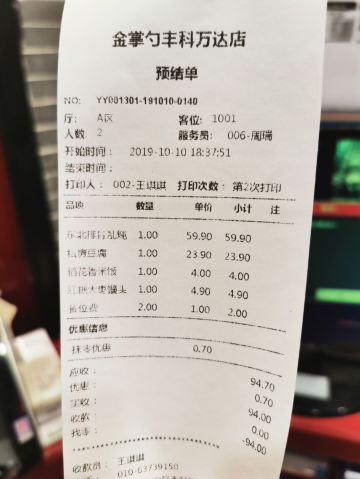 金掌勺丰科万达店
预结单
NO: YY001301-191010-0140
厅: A区 客位: 1001
人数: 2 服务员: 006-周瑞
开始时间: 2019-10-10 18:37:51
结束时间:
打印人: 002-王琪琪 打印次数: 第2次打印
品项 数量 单价 小计 注
东北排骨乱炖 1.00 59.90 59.90
私房豆腐 1.00 23.90 23.90
稻花香米饭 1.00 4.00 4.00
大枣馒头 1.00 4.90 4.90
餐位费 2.00 1.00 2.00
优惠信息
抹零优惠 0.70
应收: 94.70
优惠: 0.70
实收: 94.00
收款: 0.00
找零: -94.00
收款员: 王琪琪
010-63739150